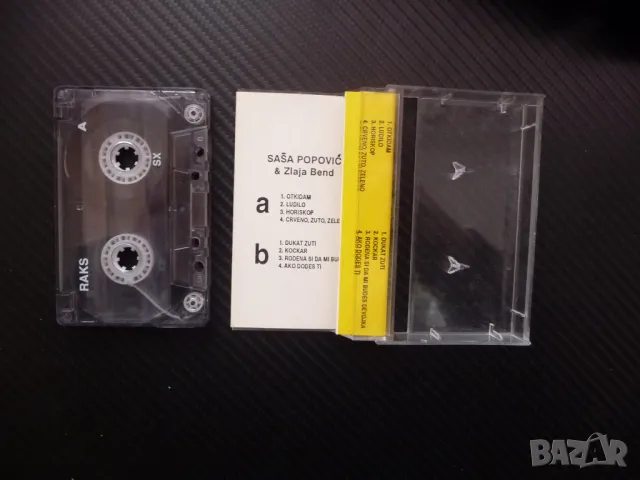 RAKS
SX
A
SAŠA POPOVIĆ
& Zlaja Bend
a
1. OTKIDAM
2. LUDILO
3. HORISKOP
4. CRVENO, ZUTO, ZELE
b
1. DUKAT ZUTI
2. KOCKAR
3. RODENA SI DA MI BU
4. AKO DODES TI
1. OTKIDAM
2. LUDILO
3. HORISKOP
4. CRVENO, ZUTO, ZELENO
1. DUKAT ZUTI
2. KOCKAR
3. RODENA SI DA MI BUDES DEVOJKA
4. AKO DODES TI
BAZAR
bazar.bg